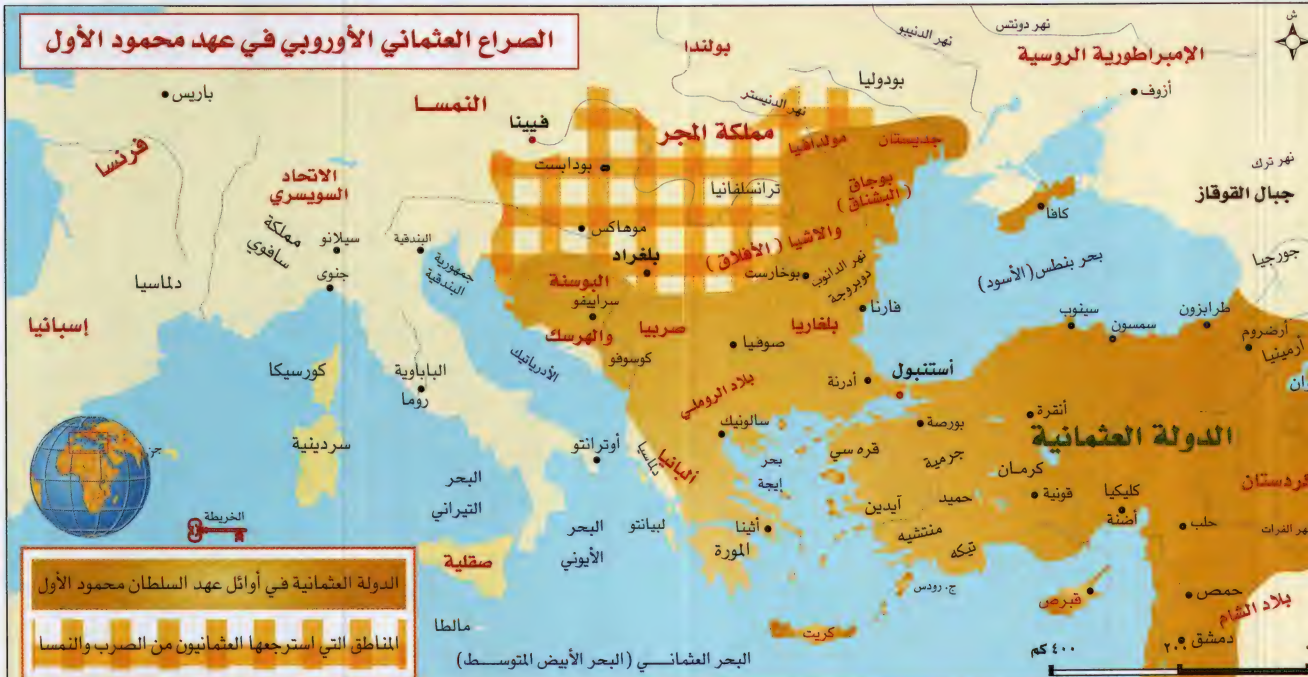 الصراع العثماني الأوروبي في عهد محمود الأول
ش
نهر دونتس
نهر الدنيبو
بولندا
الإمبراطورية الروسية
بودوليا
أزوف
باريس
النمسا
نهر الدنيستر
فيينا
مملكة المجر
مولدافيا
جديستان
فرنسا
نهر ترك
بودابست
بوجاق
( البشناق )
جبال القوقاز
الاتحاد
السويسري
ترانسلفانيا
كافا
مملكة
سافوي
سيلانو
البندقية
موهاكس
والاشيا ( الأفلاق )
جمهورية
البندقية
بلغراد
نهر الدانوب
بحر بنطس (الأسود)
جورجيا
دلماسيا
جنوى
البوسنة
بوخارست
دوبروجة
سراييفو
فارنا
طرابزون
إسبانيا
والهرسك
صربيا
بلغاريا
سينوب
سمسون
أرضروم
أرمينيا
صوفيا
كوسوفو
الأدرياتيك
كورسيكا
الباباوية
روما
أدرنة
أستنبول
وان
بلاد الروملي
أنقرة
سردينية
سالونيك
بورصة
الدولة العثمانية
أوترانتو
ألبانيا
دلماسيا
بحر
إيجة
قره سي
جرمية
كرمان
كردستان
البحر
التيراني
قونية
كليكيا
أضنة
حميد
آيدين
الخريطة
البحر
الأيوني
ليبانتو
أثينا
المورة
منتشيه
تيكه
حلب
نهر الفرات
صقلية
ج. رودس
الدولة العثمانية في أوائل عهد السلطان محمود الأول
قبرص
حمص
بلاد الشام
مالطا
كريت
دمشق
المناطق التي استرجعها العثمانيون من الصرب والنمسا
البحر العثماني (البحر الأبيض المتوسط)
٤٠٠ كم
٢٠٠